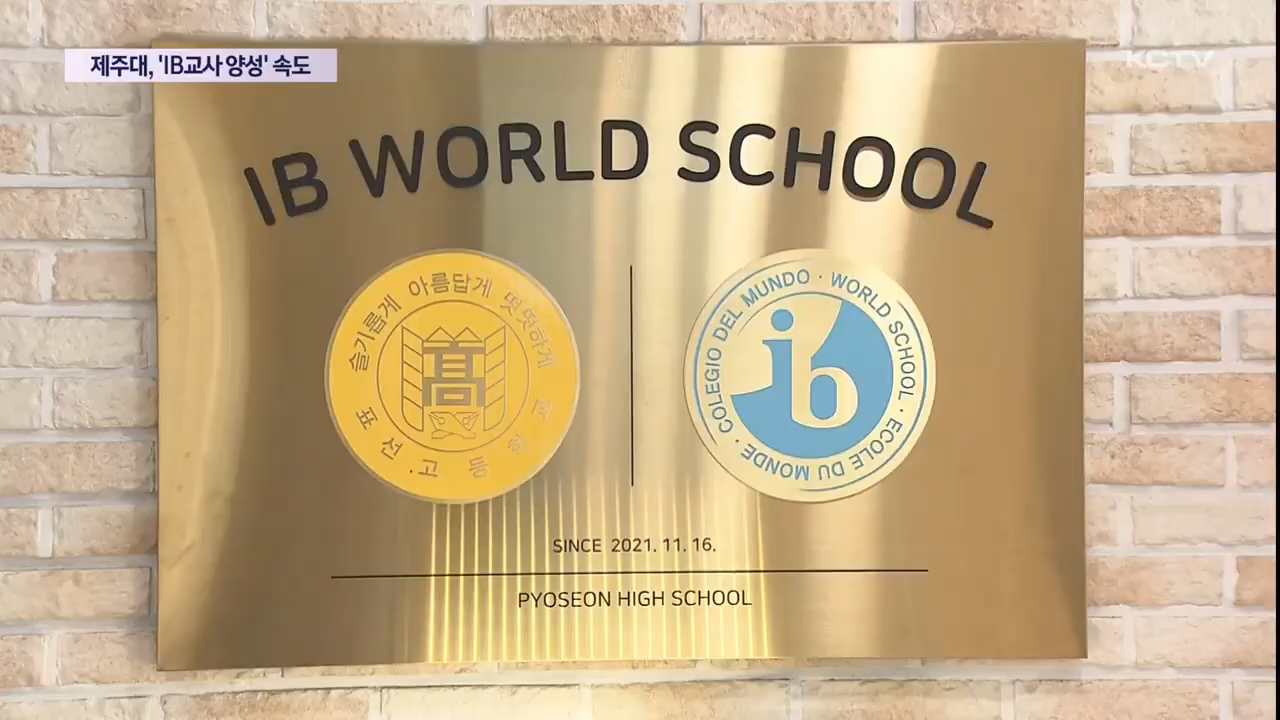 제주대, 'IB교사 양성' 속도
KCTV
IB WORLD SCHOOL
슬기롭게 아름답게 떳떳하게
高
표선고등학교
COLEGIO DEL MUNDO · WORLD SCHOOL · ECOLE DU MONDE ·
ib
SINCE 2021. 11. 16.
PYOSEON HIGH SCHOOL